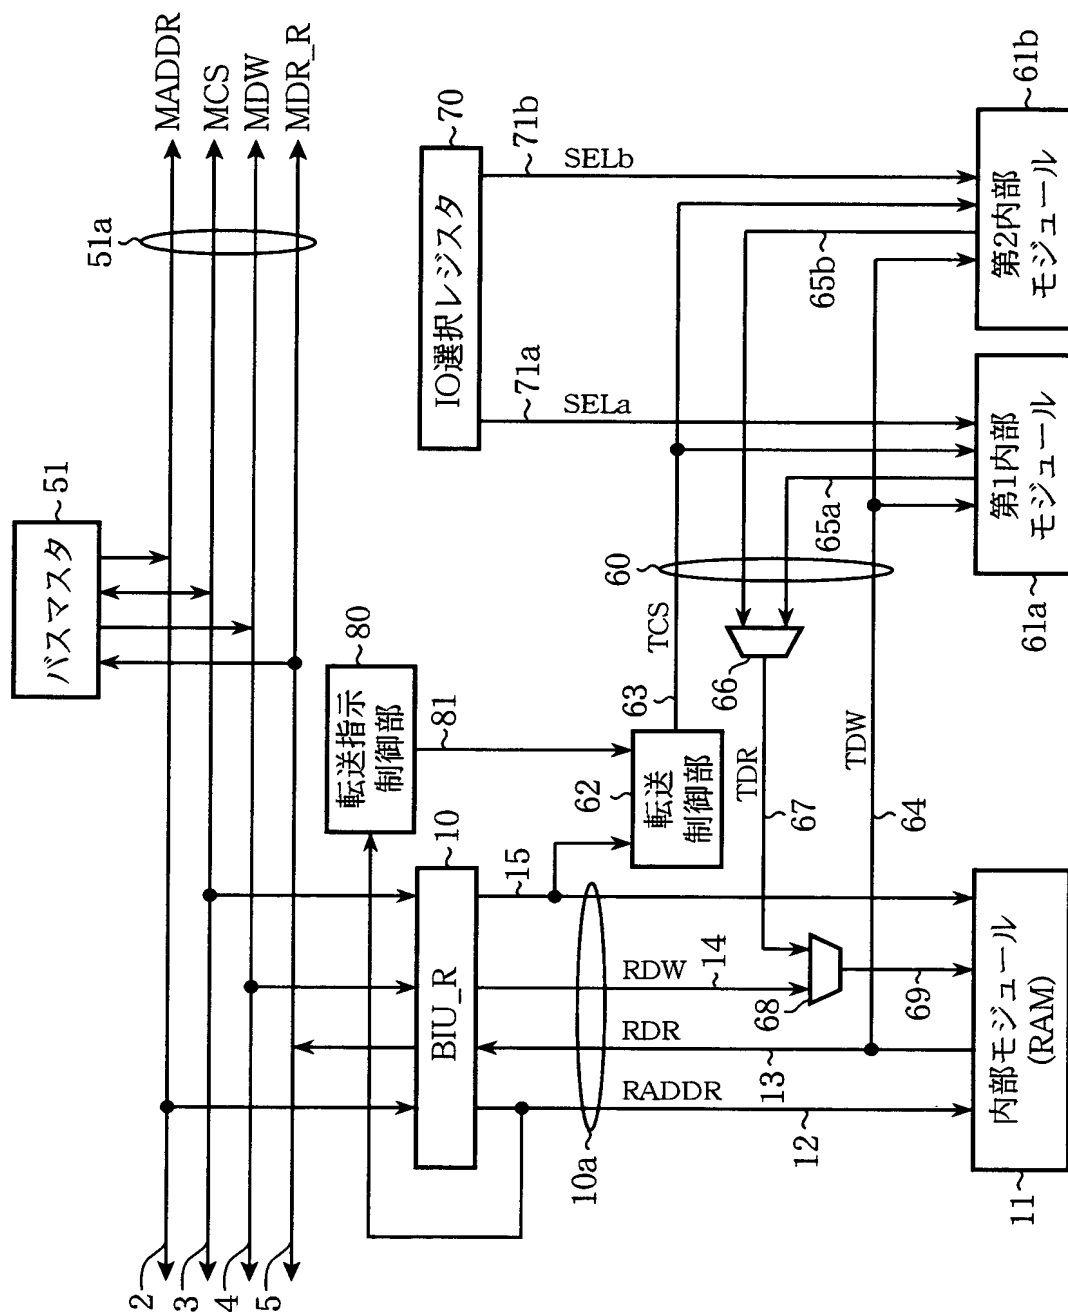 MADDR
MCS
MDW
MDR_R
51a
51
バスマスタ
2
3
4
5
80
転送指示
制御部
81
70
IO選択レジスタ
71a
SELa
71b
SELb
10
BIU_R
15
10a
RADDR
12
RDR
13
RDW
14
62
転送
制御部
63
TCS
60
66
TDR
67
65a
65b
TDW
64
68
69
11
内部モジュール
(RAM)
61a
第1内部
モジュール
61b
第2内部
モジュール